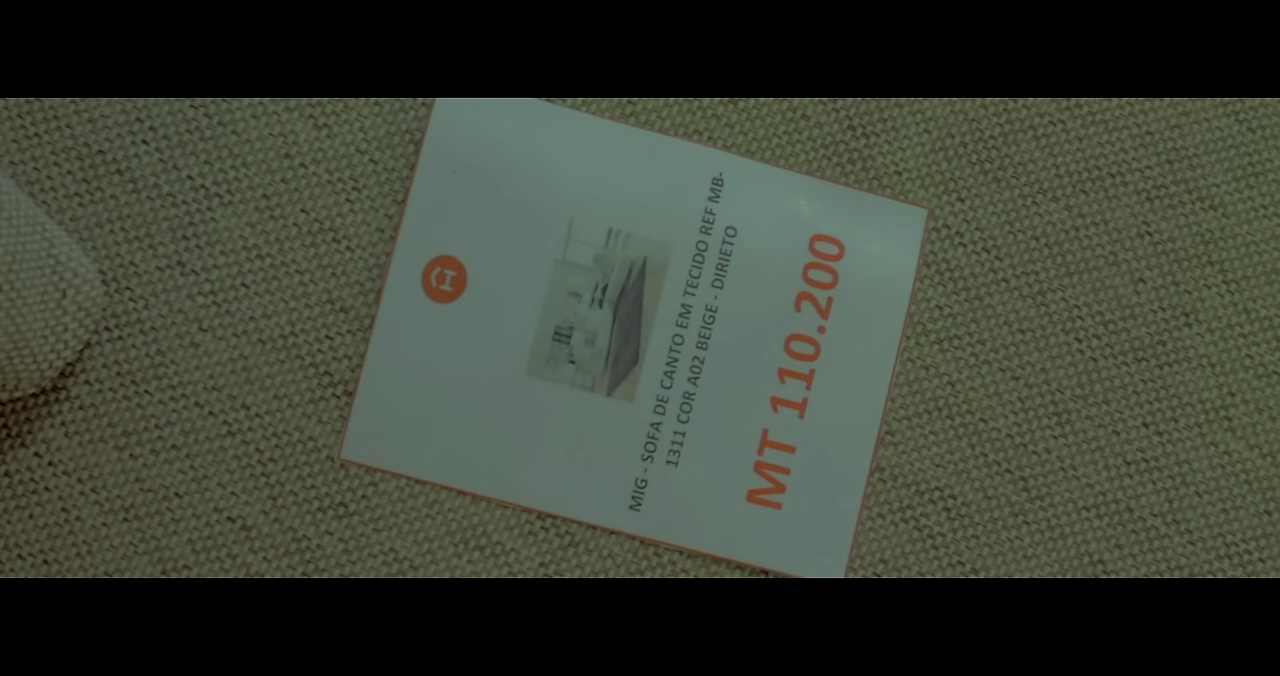 MIG - SOFA DE CANTO EM TECIDO REF MB-
1311 COR A02 BEIGE - DIRIETO
MT 110.200